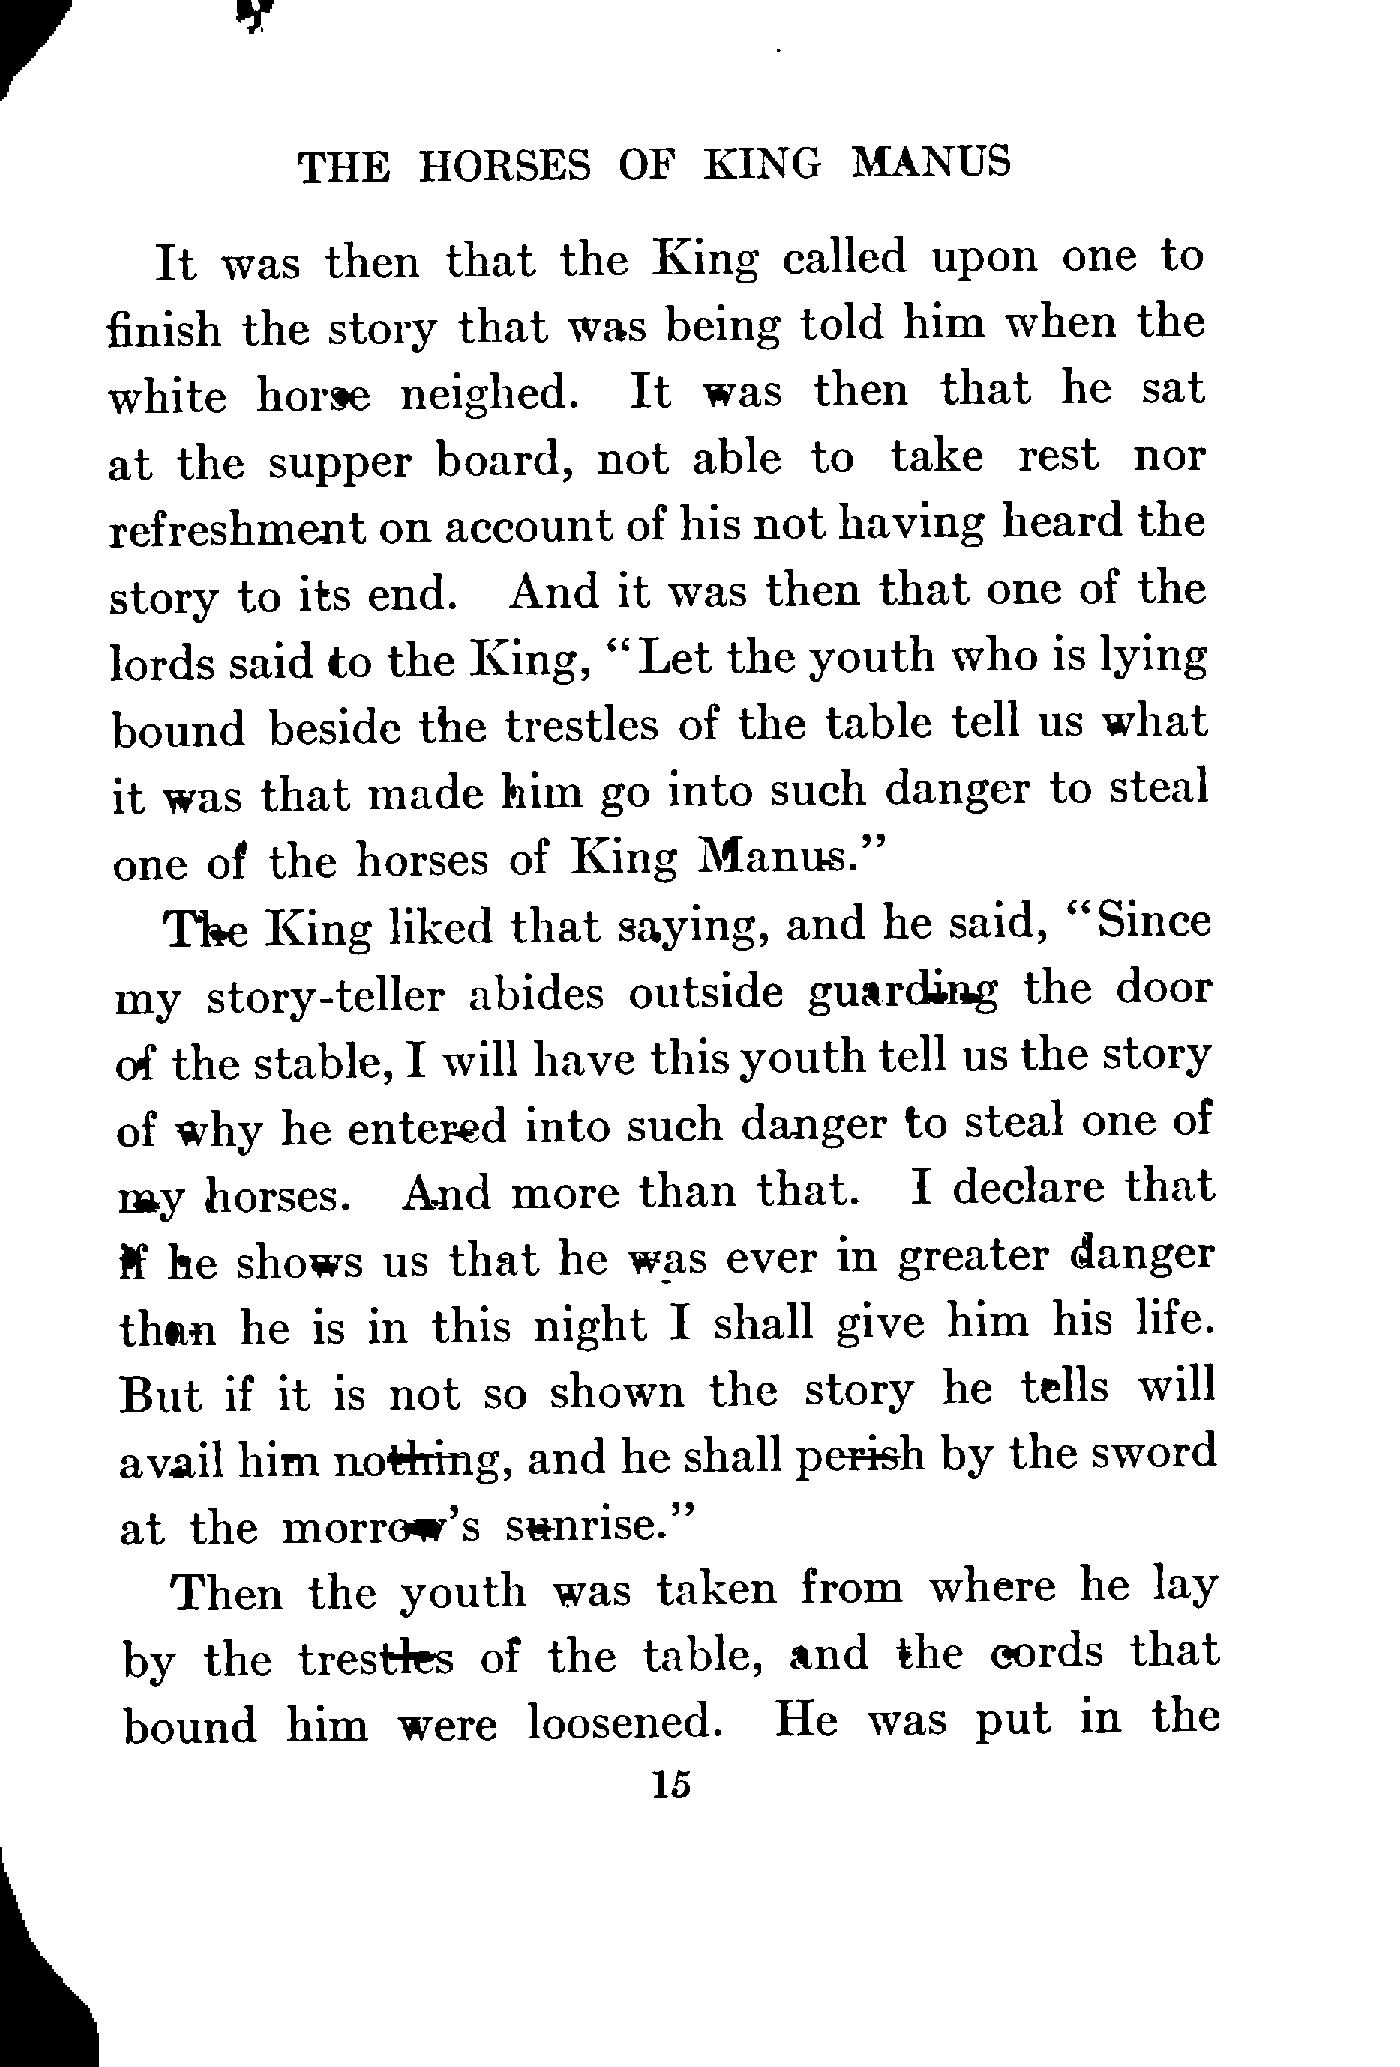 THE HORSES OF KING MANUS
It was then that the King called upon one to
finish the story that was being told him when the
white horse neighed. It was then that he sat
at the supper board, not able to take rest nor
refreshment on account of his not having heard the
story to its end. And it was then that one of the
lords said to the King, “Let the youth who is lying
bound beside the trestles of the table tell us what
it was that made him go into such danger to steal
one of the horses of King Manus.”
The King liked that saying, and he said, “Since
my story-teller abides outside guarding the door
of the stable, I will have this youth tell us the story
of why he entered into such danger to steal one of
my horses. And more than that. I declare that
if he shows us that he was ever in greater danger
than he is in this night I shall give him his life.
But if it is not so shown the story he tells will
avail him nothing, and he shall perish by the sword
at the morrow’s sunrise.”
Then the youth was taken from where he lay
by the trestles of the table, and the cords that
bound him were loosened. He was put in the
15